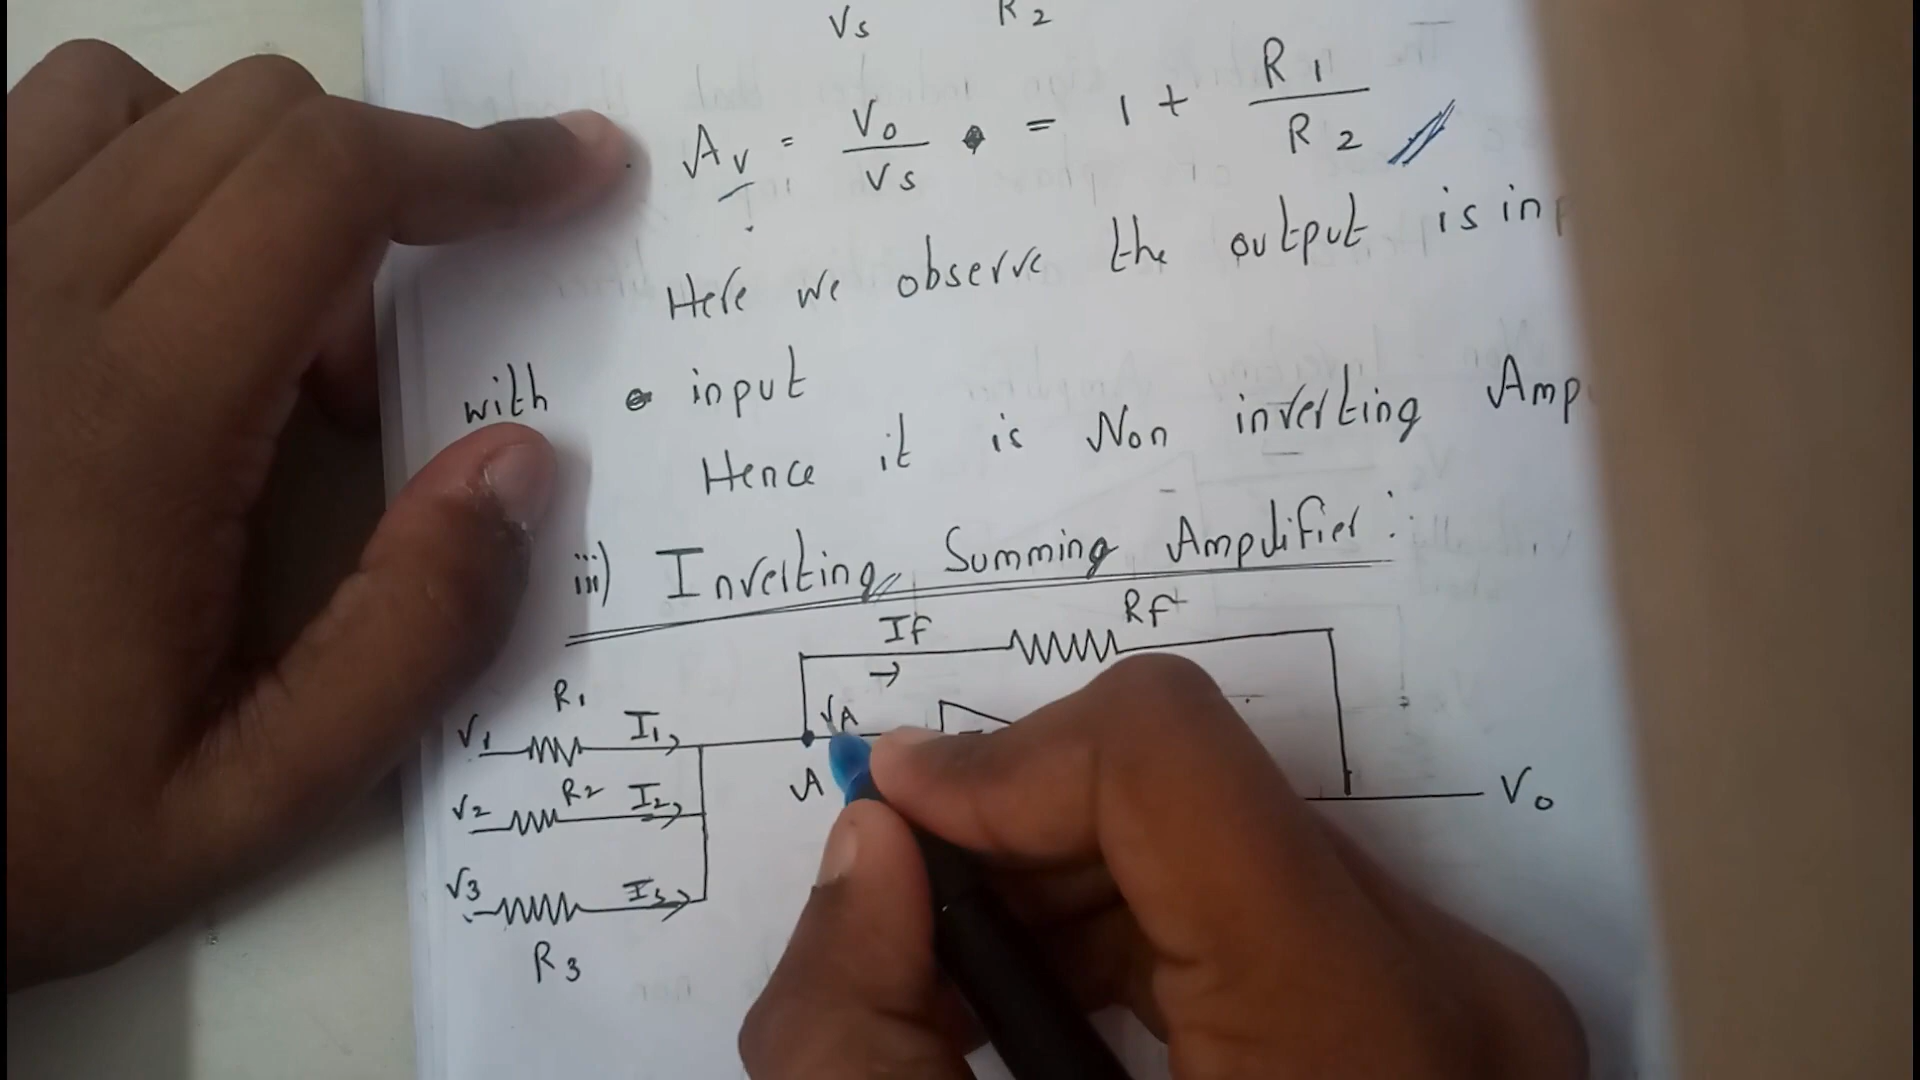 Vs R2
Av = Vo/Vs = 1 + R1/R2
Here we observe the output is in
with input
Hence it is Non inverting Amp
iii) Inverting Summing Amplifier:
If Rf
R1 I1 VA
V1
V2 R2 I2 A Vo
V3 I3
R3